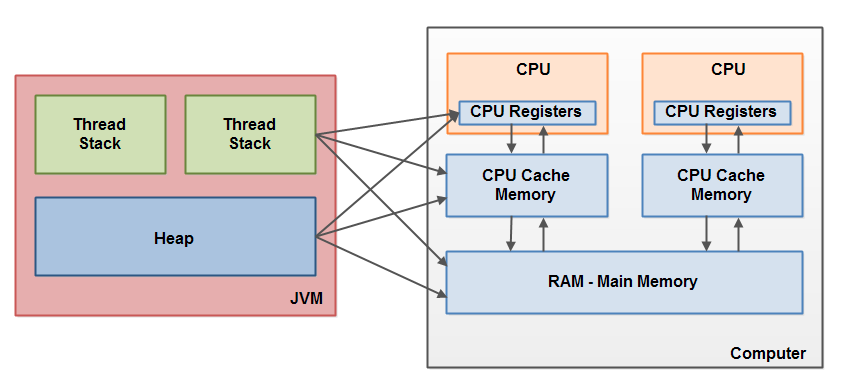 Thread
Stack
Thread
Stack
Heap
JVM
CPU
CPU Registers
CPU Cache
Memory
CPU
CPU Registers
CPU Cache
Memory
RAM - Main Memory
Computer